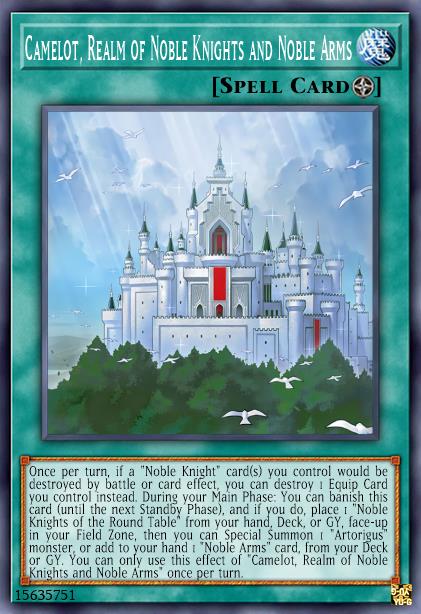 Camelot, Realm of Noble Knights and Noble Arms
魔
[Spell Card]
Once per turn, if a "Noble Knight" card(s) you control would be
destroyed by battle or card effect, you can destroy 1 Equip Card
you control instead. During your Main Phase: You can banish this
card (until the next Standby Phase), and if you do, place 1 "Noble
Knights of the Round Table" from your hand, Deck, or GY, face-up
in your Field Zone, then you can Special Summon 1 "Artorigus"
monster, or add to your hand 1 "Noble Arms" card, from your Deck
or GY. You can only use this effect of "Camelot, Realm of Noble
Knights and Noble Arms" once per turn.
15635751